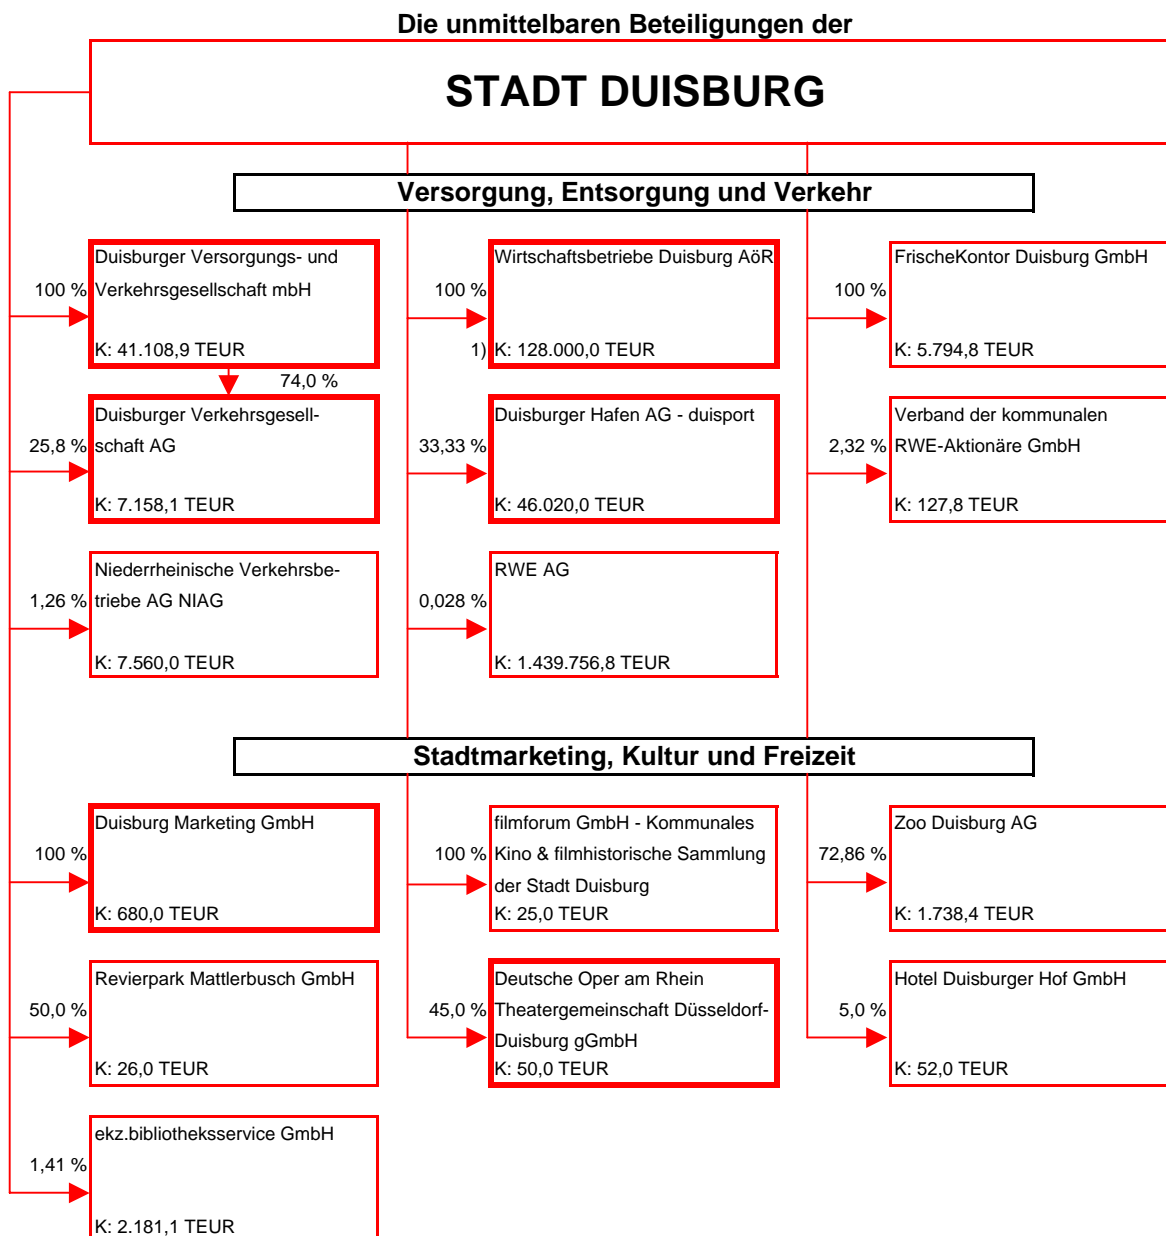 Die unmittelbaren Beteiligungen der
STADT DUISBURG
Versorgung, Entsorgung und Verkehr
Duisburger Versorgungs- und
Verkehrsgesellschaft mbH
100 %
K: 41.108,9 TEUR
74,0 %
Wirtschaftsbetriebe Duisburg AöR
100 %
1) K: 128.000,0 TEUR
FrischeKontor Duisburg GmbH
100 %
K: 5.794,8 TEUR
Duisburger Verkehrsgesell-
25,8 % schaft AG
K: 7.158,1 TEUR
Duisburger Hafen AG - duisport
33,33 %
K: 46.020,0 TEUR
Verband der kommunalen
2,32 % RWE-Aktionäre GmbH
K: 127,8 TEUR
Niederrheinische Verkehrsbe-
1,26 % triebe AG NIAG
K: 7.560,0 TEUR
RWE AG
0,028 %
K: 1.439.756,8 TEUR
Stadtmarketing, Kultur und Freizeit
Duisburg Marketing GmbH
100 %
K: 680,0 TEUR
filmforum GmbH - Kommunales
100 % Kino & filmhistorische Sammlung
der Stadt Duisburg
K: 25,0 TEUR
Zoo Duisburg AG
72,86 %
K: 1.738,4 TEUR
Revierpark Mattlerbusch GmbH
50,0 %
K: 26,0 TEUR
Deutsche Oper am Rhein
45,0 % Theatergemeinschaft Düsseldorf-
Duisburg gGmbH
K: 50,0 TEUR
Hotel Duisburger Hof GmbH
5,0 %
K: 52,0 TEUR
ekz.bibliotheksservice GmbH
1,41 %
K: 2.181,1 TEUR